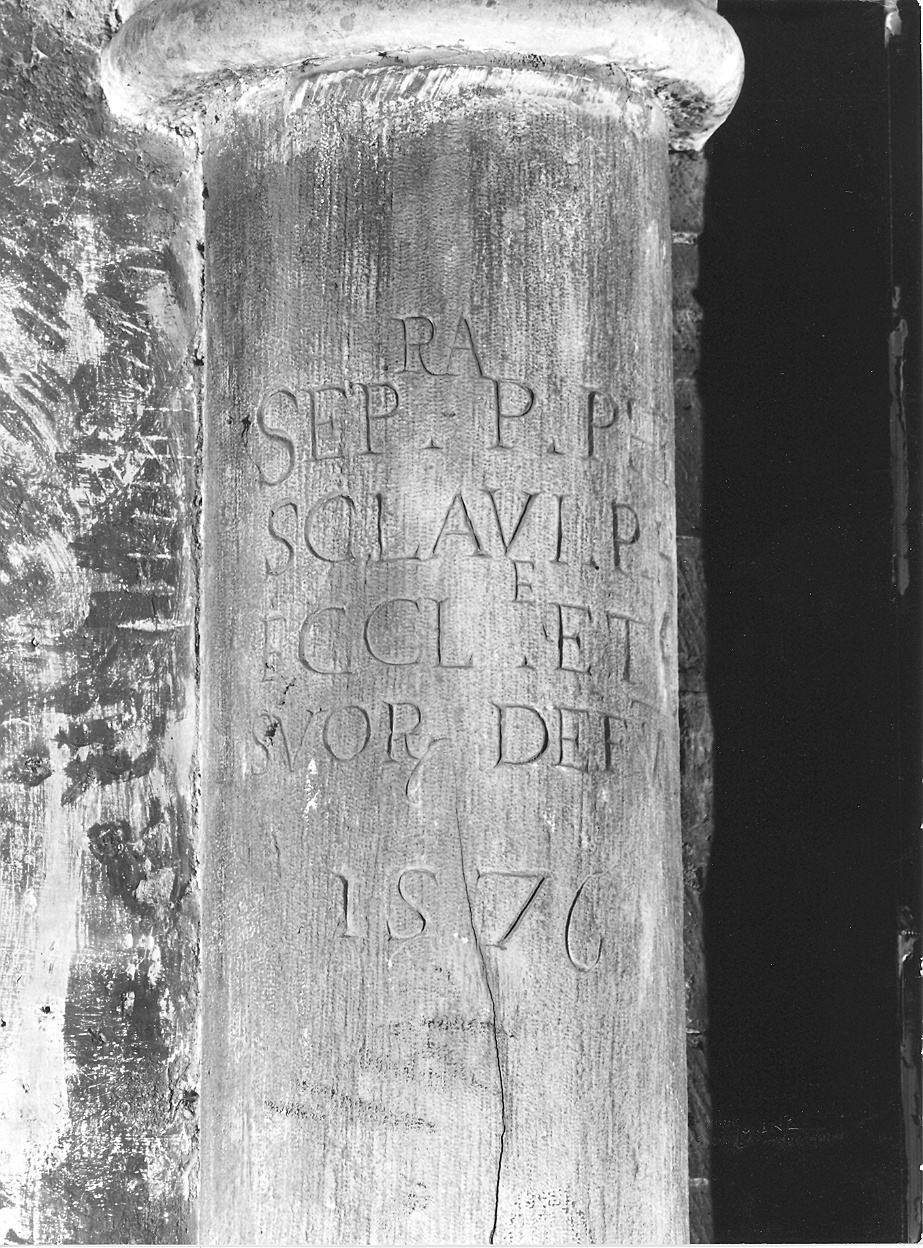 RA
SEP. P. P
SCLAVI. P
E
ECCL. ET
SVOR DEF
1576